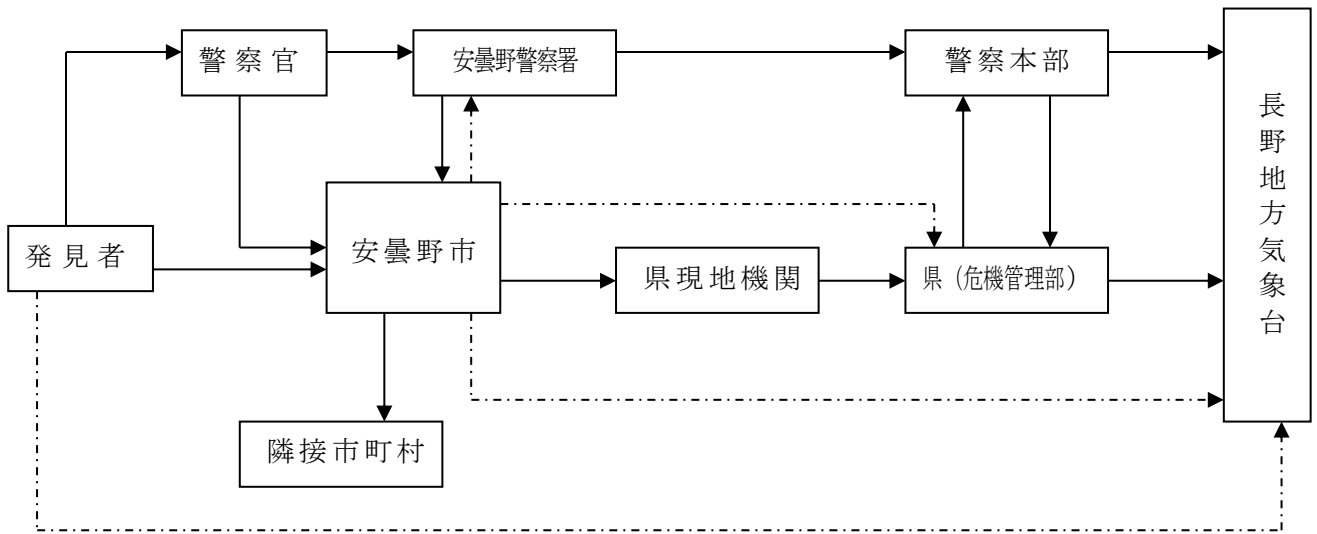 警察官
安曇野警察署
警察本部
長野地方気象台
発見者
安曇野市
県現地機関
県（危機管理部）
隣接市町村